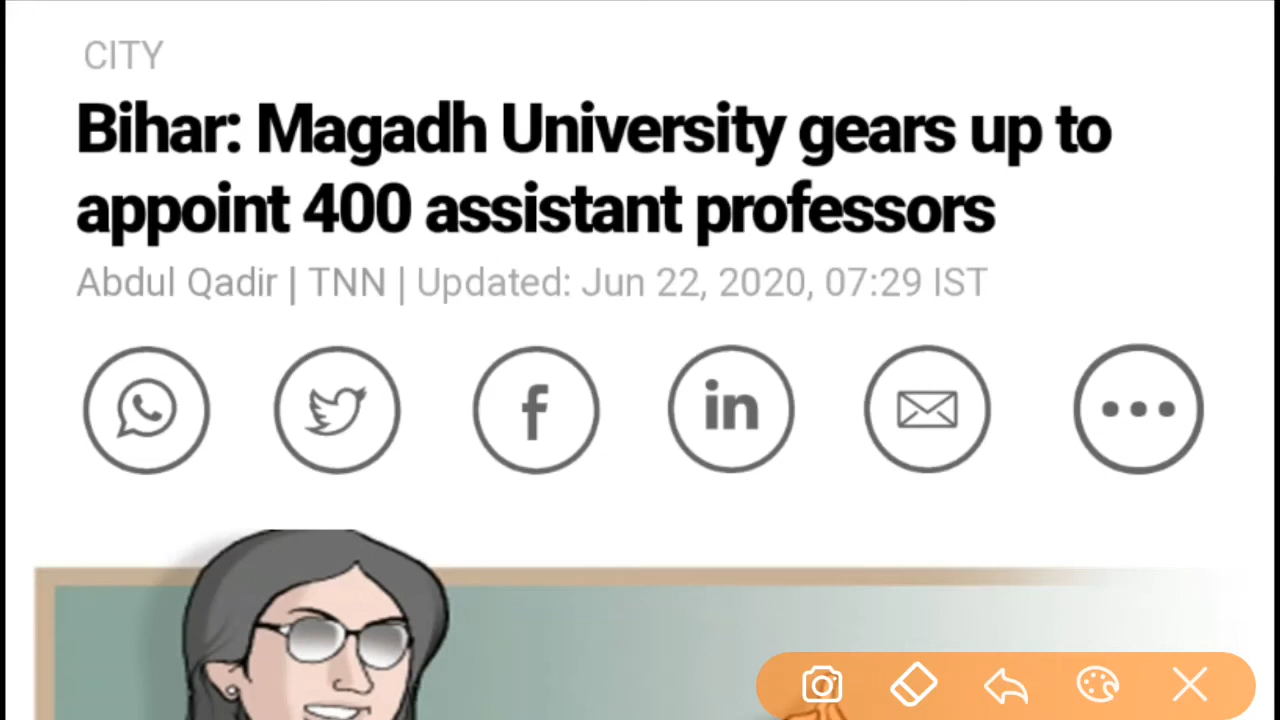 CITY
Bihar: Magadh University gears up to
appoint 400 assistant professors
Abdul Qadir | TNN | Updated: Jun 22, 2020, 07:29 IST